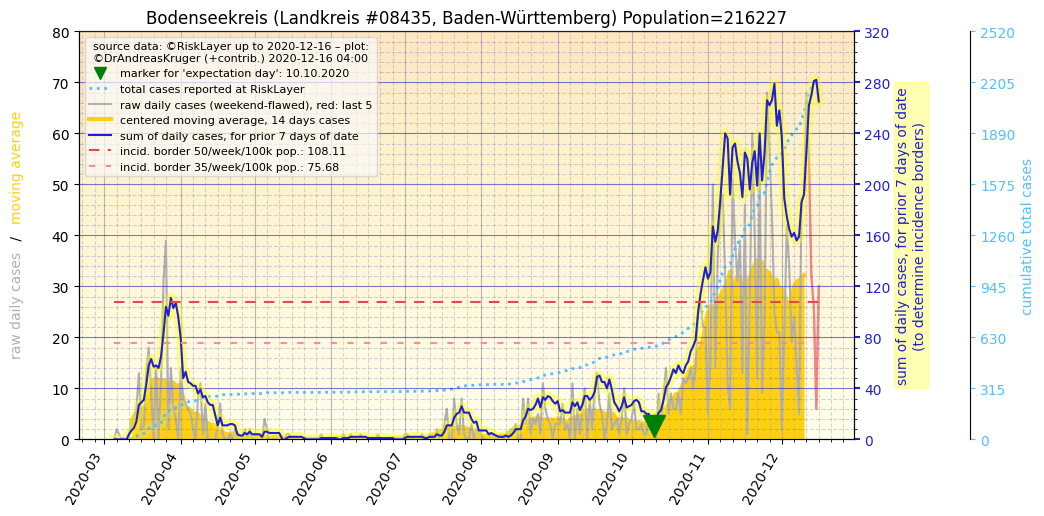 Bodenseekreis (Landkreis #08435, Baden-Württemberg) Population=216227
source data: ©RiskLayer up to 2020-12-16 – plot:
©DrAndreasKruger (+contrib.) 2020-12-16 04:00
marker for 'expectation day': 10.10.2020
total cases reported at RiskLayer
raw daily cases (weekend-flawed), red: last 5
centered moving average, 14 days cases
sum of daily cases, for prior 7 days of date
incid. border 50/week/100k pop.: 108.11
incid. border 35/week/100k pop.: 75.68
raw daily cases / moving average
80
70
60
50
40
30
20
10
0
320
280
240
200
160
120
80
40
0
sum of daily cases, for prior 7 days of date
(to determine incidence borders)
2520
2205
1890
1575
1260
945
630
315
0
cumulative total cases
2020-03
2020-04
2020-05
2020-06
2020-07
2020-08
2020-09
2020-10
2020-11
2020-12